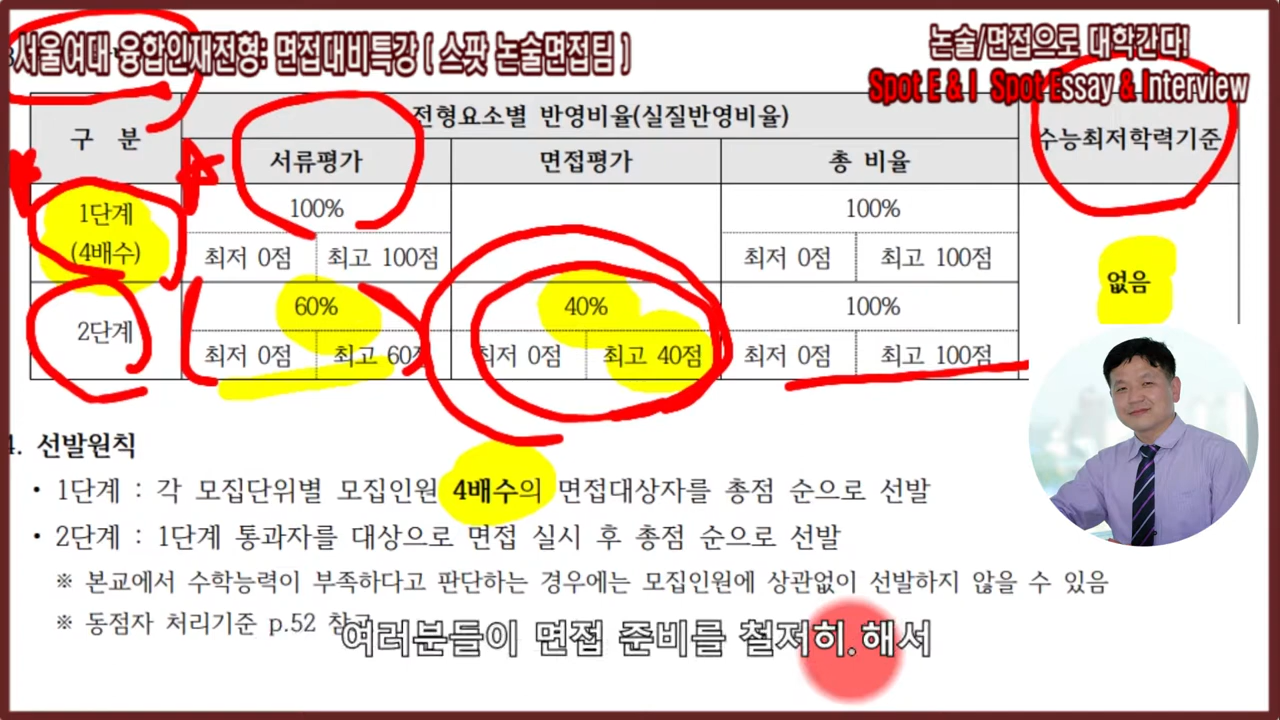 서울여대 융합인재전형: 면접대비특강 ( 스팟 논술면접팀 )
논술/면접으로 대학간다!
Spot E & I Spot Essay & Interview
구 분
전형요소별 반영비율(실질반영비율)
수능최저학력기준
서류평가 면접평가 총 비율
1단계
(4배수)
100% 100%
최저 0점 최고 100점 최저 0점 최고 100점
없음
2단계
60% 40% 100%
최저 0점 최고 60점 최저 0점 최고 40점 최저 0점 최고 100점
4. 선발원칙
• 1단계 : 각 모집단위별 모집인원 4배수의 면접대상자를 총점 순으로 선발
• 2단계 : 1단계 통과자를 대상으로 면접 실시 후 총점 순으로 선발
※ 본교에서 수학능력이 부족하다고 판단하는 경우에는 모집인원에 상관없이 선발하지 않을 수 있음
※ 동점자 처리기준 p.52 참고
여러분들이 면접 준비를 철저히.해서